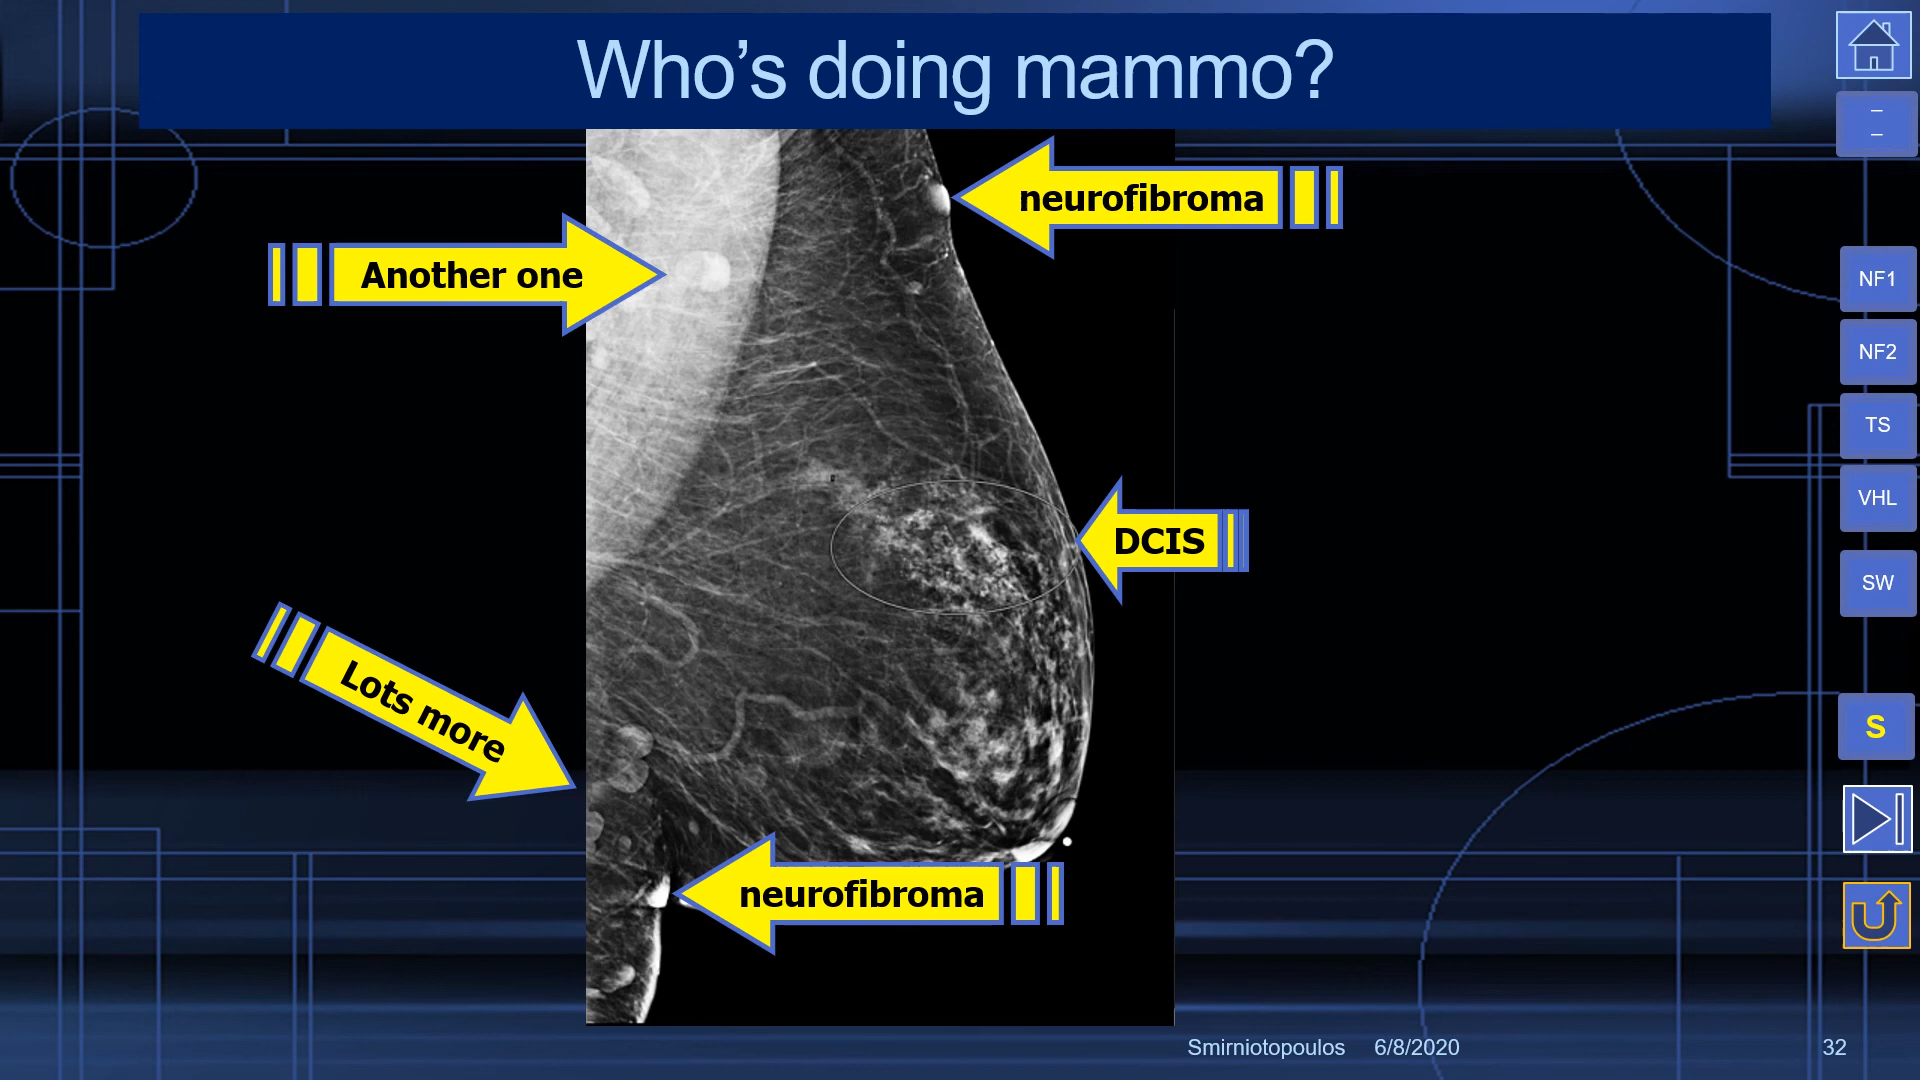 Who’s doing mammo?
neurofibroma
Another one
DCIS
Lots more
neurofibroma
NF1
NF2
TS
VHL
SW
S
Smirniotopoulos 6/8/2020 32